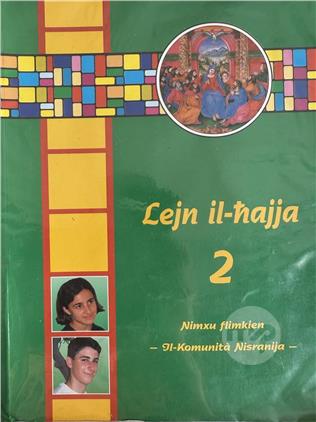 Lejn il-ħajja
2
Nimxu flimkien
– Il-Komunità Nisranija –